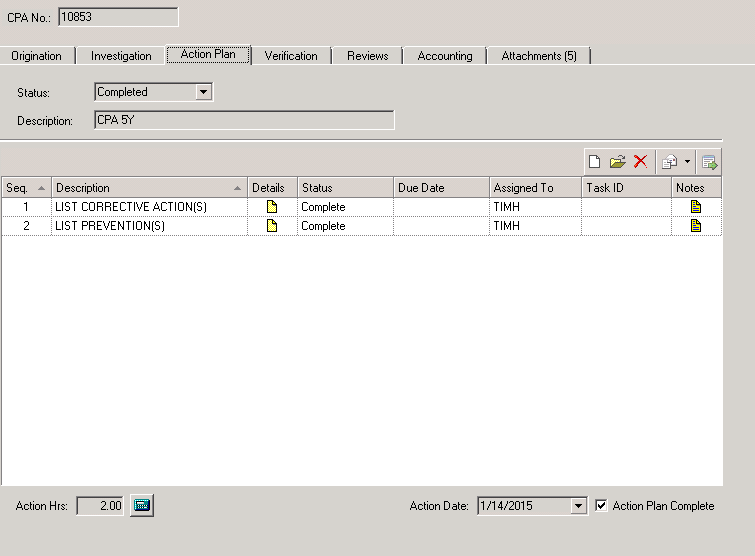 CPA No.: 10853
Origination Investigation Action Plan Verification Reviews Accounting Attachments (5)
Status: Completed
Description: CPA 5Y
Seq. Description Details Status Due Date Assigned To Task ID Notes
1 LIST CORRECTIVE ACTION(S) Complete TIMH
2 LIST PREVENTION(S) Complete TIMH
Action Hrs: 2.00 Action Date: 1/14/2015 Action Plan Complete